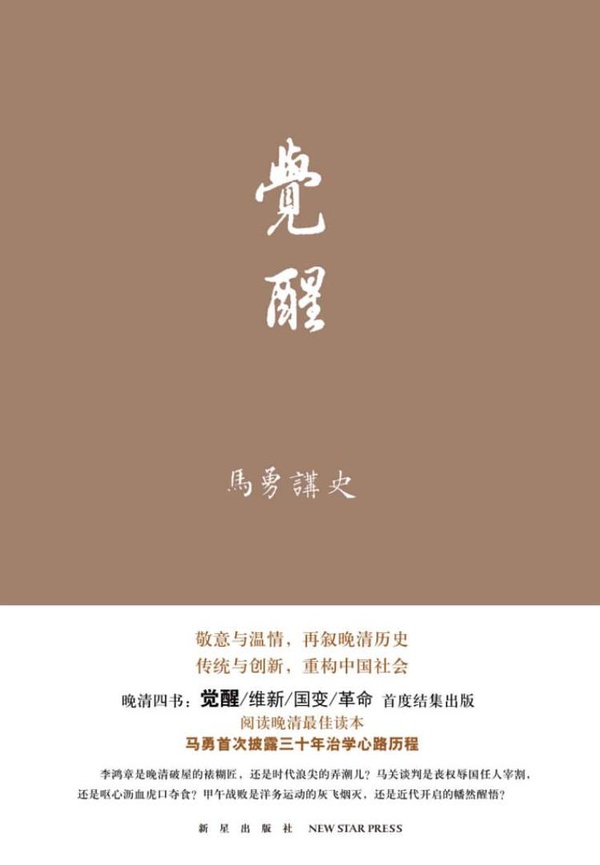 覺
醒
馬勇講史
敬意与温情，再叙晚清历史
传统与创新，重构中国社会
晚清四书：觉醒/维新/国变/革命 首度结集出版
阅读晚清最佳读本
马勇首次披露三十年治学心路历程
李鸿章是晚清破屋的裱糊匠，还是时代浪尖的弄潮儿？马关谈判是丧权辱国任人宰割，
还是呕心沥血虎口夺食？甲午战败是洋务运动的灰飞烟灭，还是近代开启的幡然醒悟？
新星出版社 NEW STAR PRESS